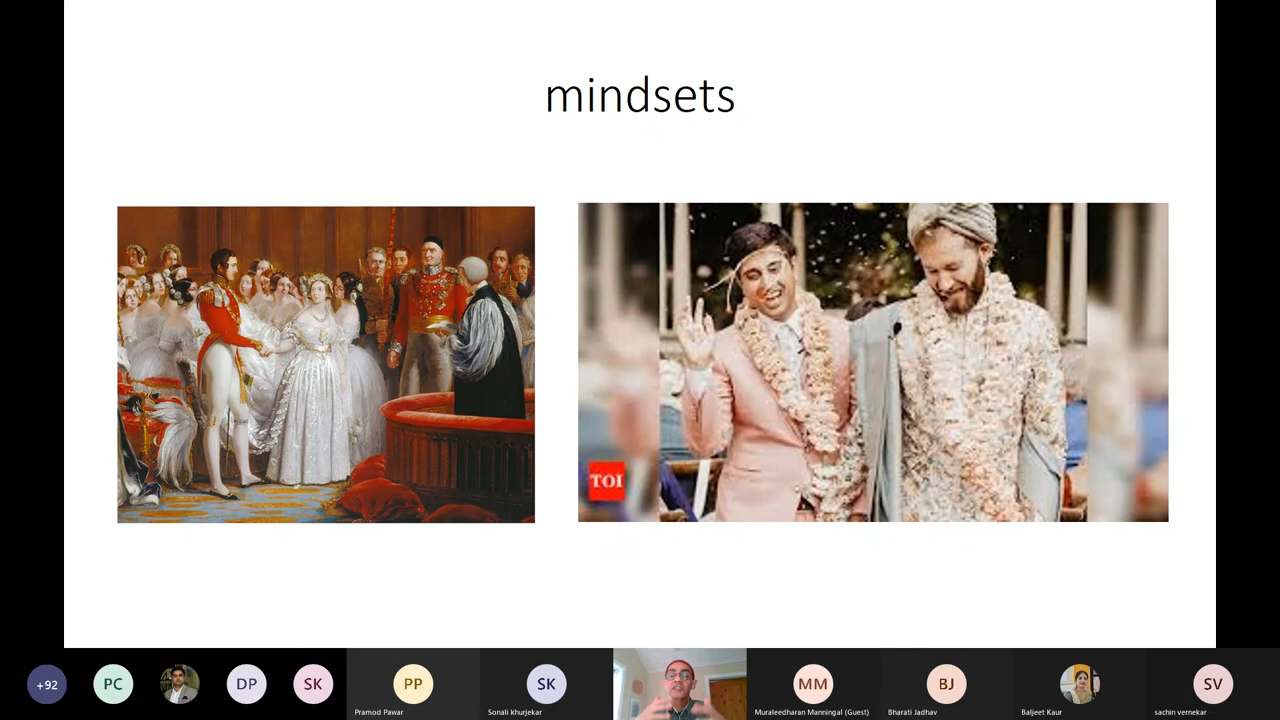 mindsets
TOI
+92
PC
DP
SK
PP
Pramod Pawar
SK
Sonali khurjekar
MM
Muraleedharan Manningal (Guest)
BJ
Bharati Jadhav
Baljeet Kaur
SV
sachin vernekar